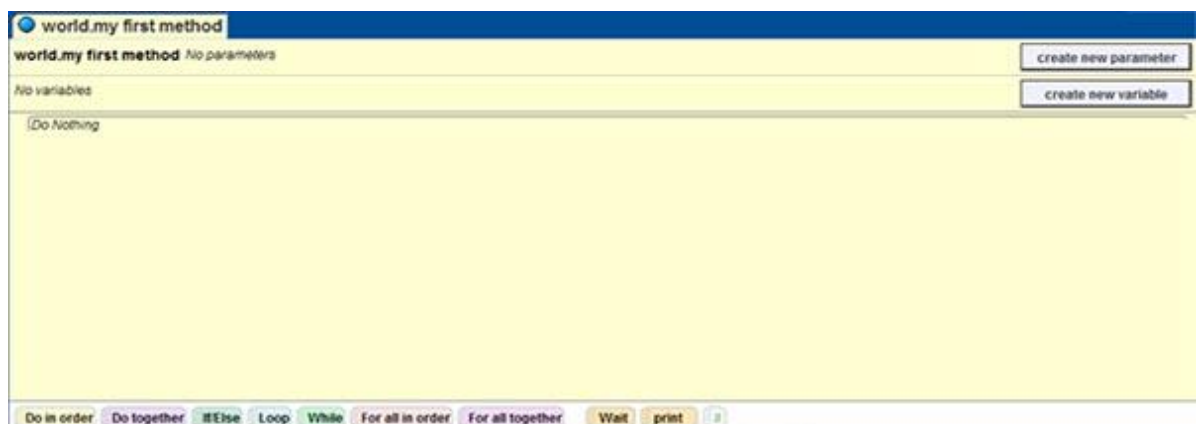 world.my first method
world.my first method No parameters create new parameter
No variables create new variable
Do Nothing
Do in order Do together If/Else Loop While For all in order For all together Wait print //